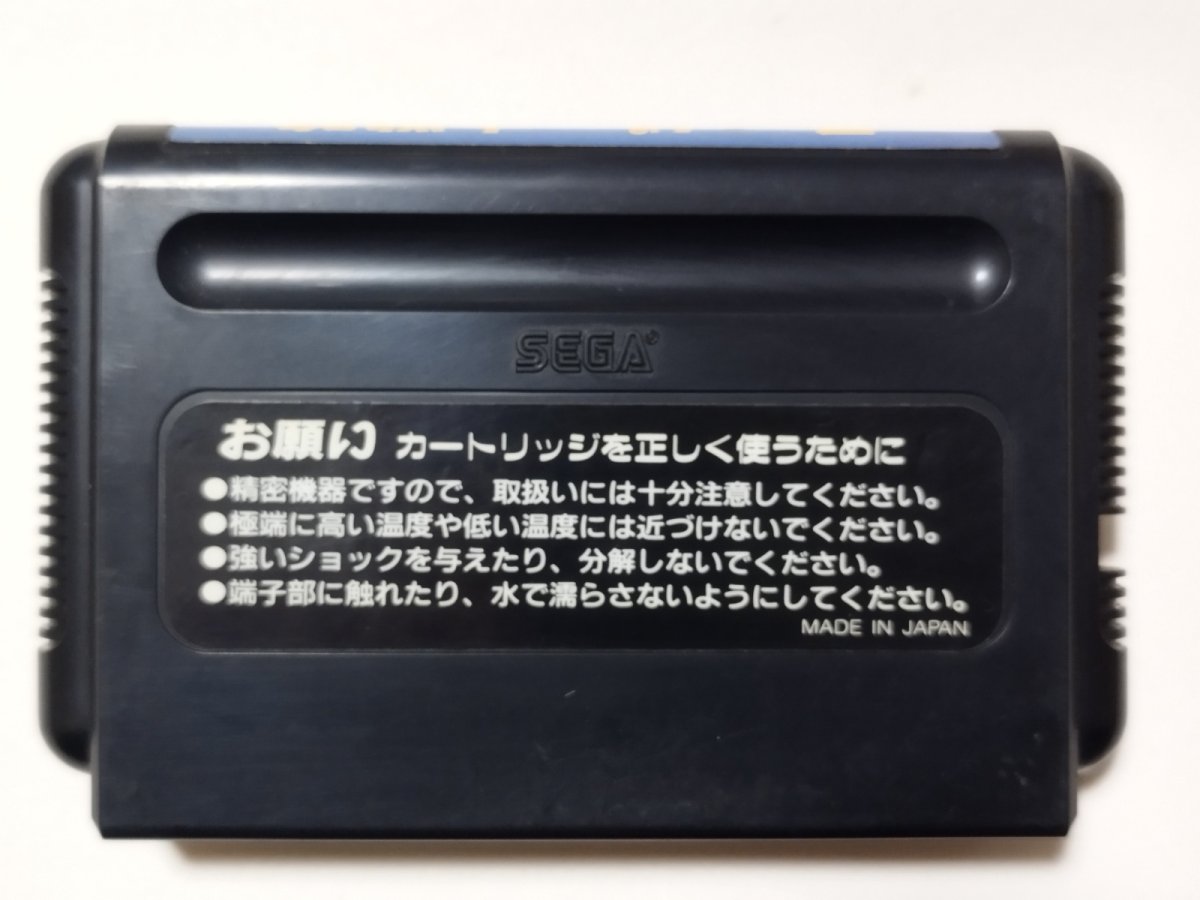 SEGA®
お願い カートリッジを正しく使うために
●精密機器ですので、取扱いには十分注意してください。
●極端に高い温度や低い温度には近づけないでください。
●強いショックを与えたり、分解しないでください。
●端子部に触れたり、水で濡らさないようにしてください。
MADE IN JAPAN